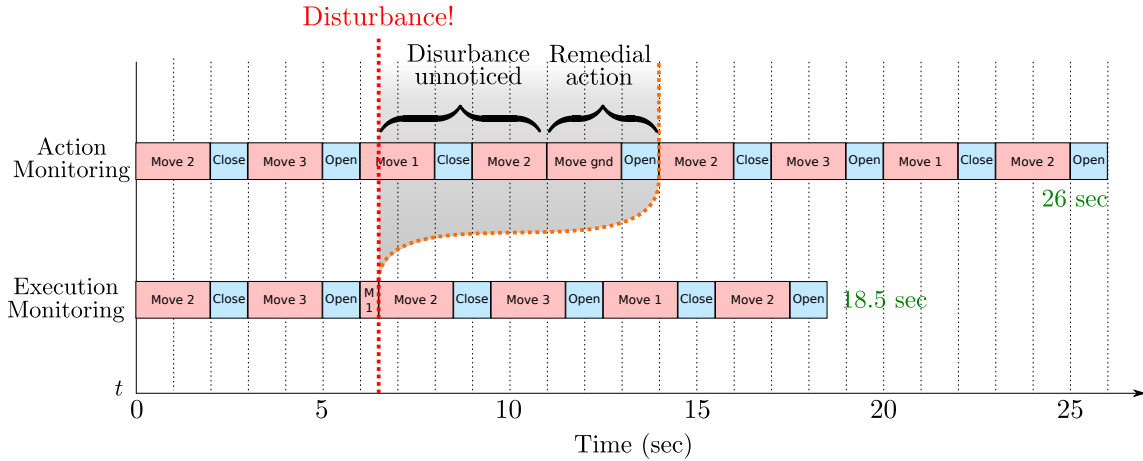 Disturbance!
Disurbance
unnoticed
Remedial
action
Action
Monitoring
Move 2 Close Move 3 Open Move 1 Close Move 2 Move gnd Open Move 2 Close Move 3 Open Move 1 Close Move 2 Open
26 sec
Execution
Monitoring
Move 2 Close Move 3 Open M
1 Move 2 Close Move 3 Open Move 1 Close Move 2 Open
18.5 sec
t
0 5 10 15 20 25
Time (sec)